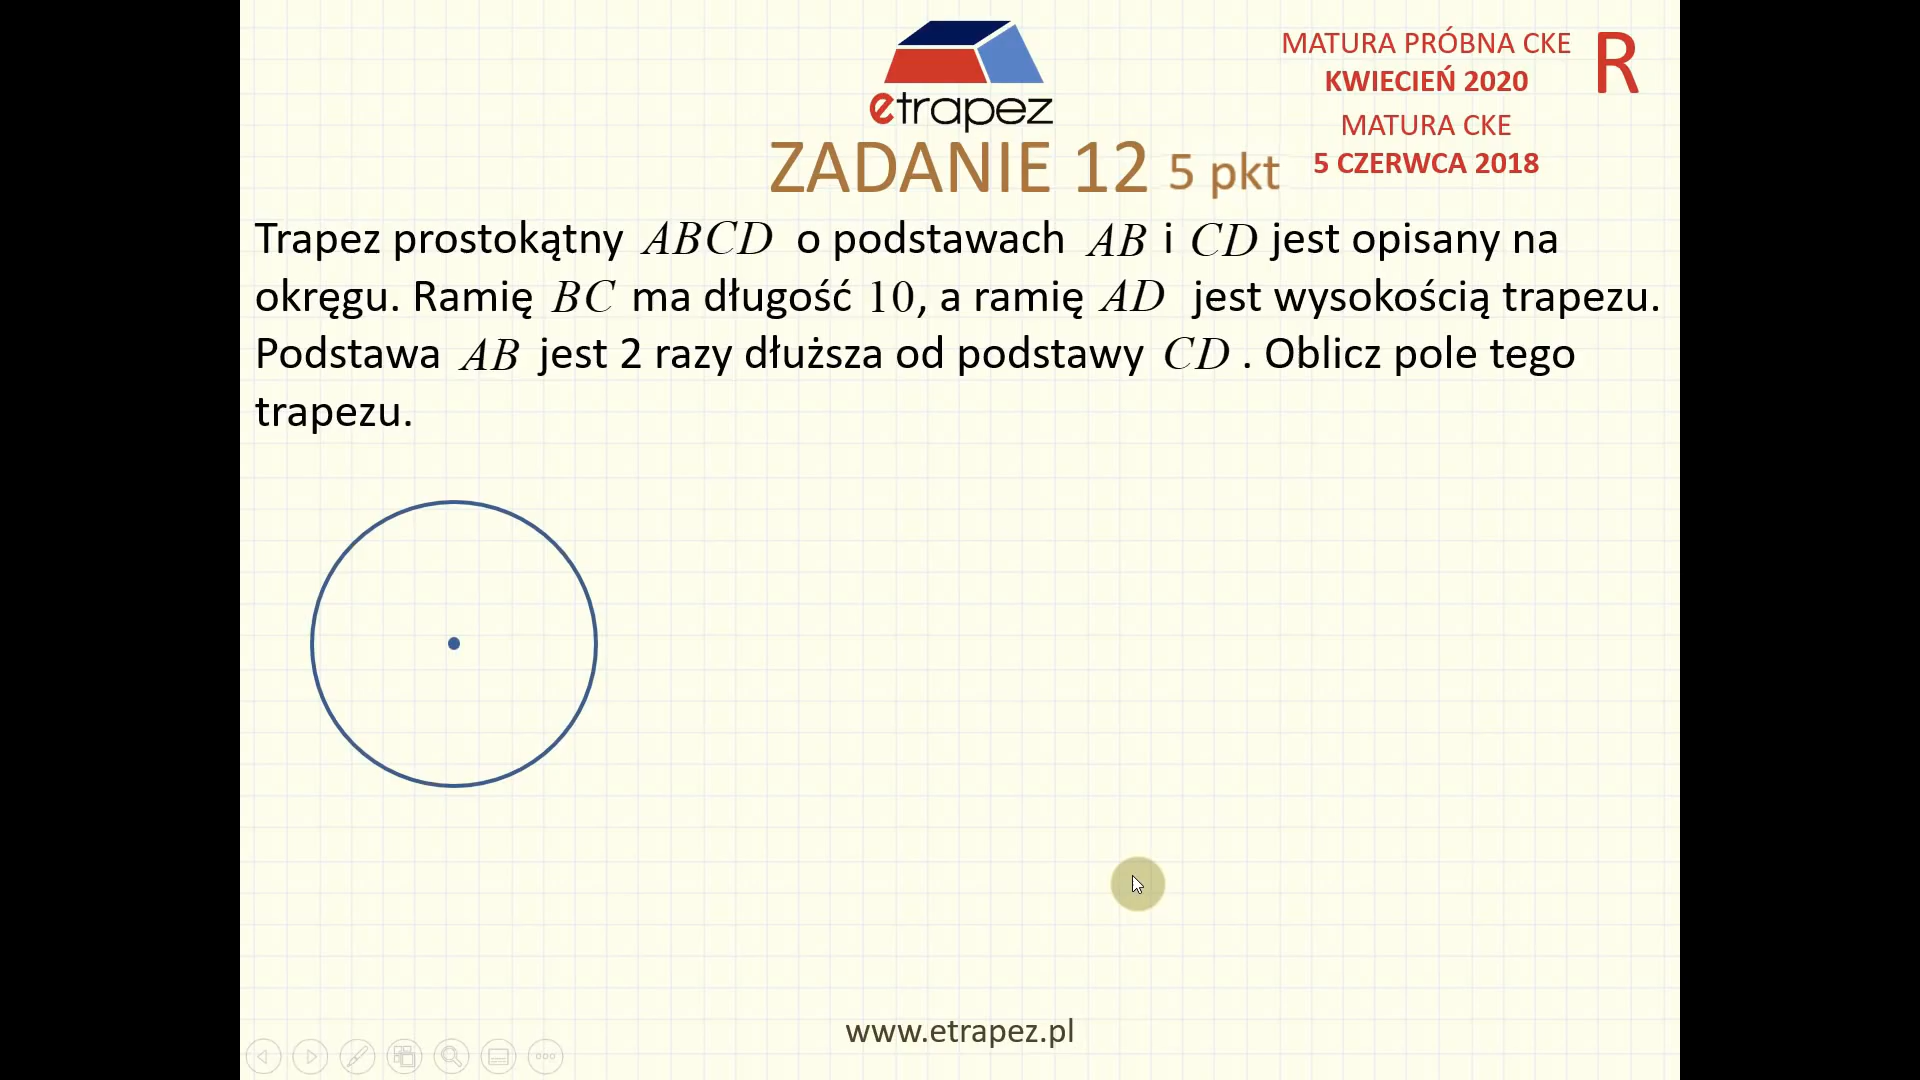 etrapez
MATURA PRÓBNA CKE
KWIECIEŃ 2020
R
MATURA CKE
5 CZERWCA 2018
ZADANIE 12 5 pkt
Trapez prostokątny ABCD o podstawach AB i CD jest opisany na
okręgu. Ramię BC ma długość 10, a ramię AD jest wysokością trapezu.
Podstawa AB jest 2 razy dłuższa od podstawy CD . Oblicz pole tego
trapezu.
www.etrapez.pl